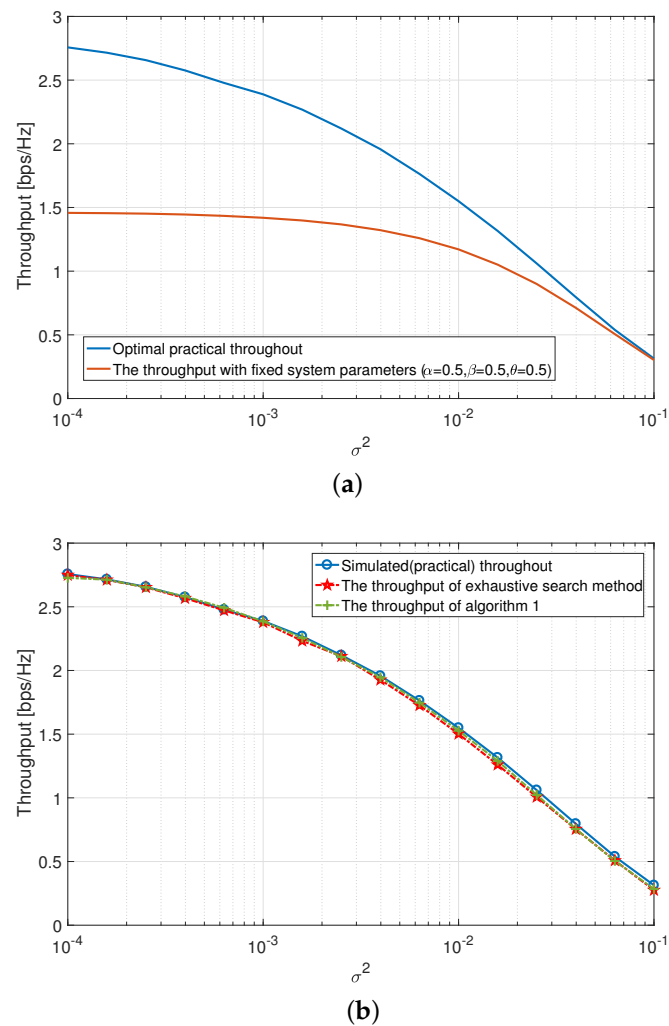 3
2.5
2
1.5
1
0.5
0
Throughput [bps/Hz]
Optimal practical throughout
The throughput with fixed system parameters (α=0.5,β=0.5,θ=0.5)
10^-4 10^-3 10^-2 10^-1
σ^2
(a)
3
2.5
2
1.5
1
0.5
0
Throughput [bps/Hz]
Simulated(practical) throughout
The throughput of exhaustive search method
The throughput of algorithm 1
10^-4 10^-3 10^-2 10^-1
σ^2
(b)